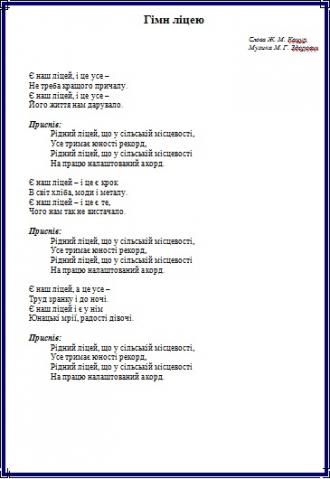 Гімн ліцею
Слова Ж. М. Кащур
Музика М. Г. Здоровик
Є наш ліцей, і це усе –
Не треба кращого причалу.
Є наш ліцей, і це усе –
Його життя нам дарувало.
Приспів:
Рідний ліцей, що у сільській місцевості,
Усе тримає юності рекорд,
Рідний ліцей, що у сільській місцевості
На працю налаштований акорд.
Є наш ліцей – і це є крок
В світ хліба, моди і металу.
Є наш ліцей – і це є те,
Чого нам так не вистачало.
Приспів:
Рідний ліцей, що у сільській місцевості,
Усе тримає юності рекорд,
Рідний ліцей, що у сільській місцевості
На працю налаштований акорд.
Є наш ліцей, а це усе –
Труд зранку і до ночі.
Є наш ліцей і є у нім
Юнацькі мрії, радості дівочі.
Приспів:
Рідний ліцей, що у сільській місцевості,
Усе тримає юності рекорд,
Рідний ліцей, що у сільській місцевості
На працю налаштований акорд.